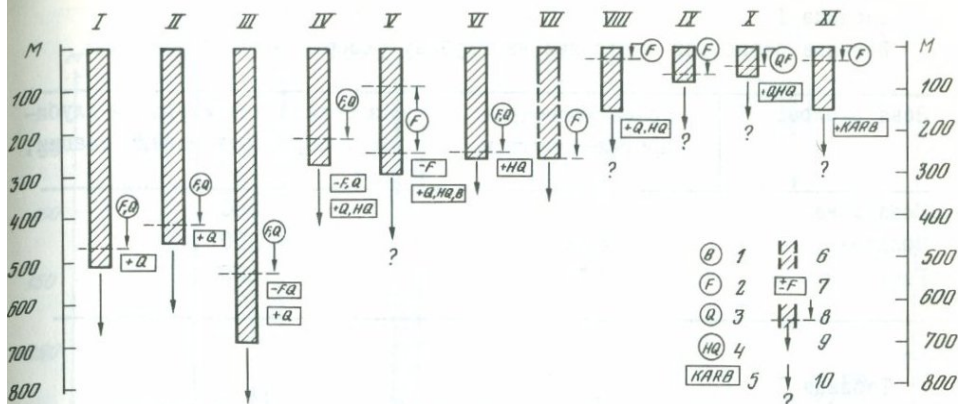 I II III IV V VI VII VIII IX X XI
M M
100 100
200 200
300 300
400 400
500 500
600 600
700 700
800 800
F,Q
+Q
F,Q
+Q
F,Q
-FQ
+Q
F,Q
-F,Q
+Q,HQ
F
-F
+Q,HQ,B
?
F,Q
+HQ
F
F
+Q,HQ
?
F
?
QF
+Q,HQ
?
F
+KARB
?
B 1
F 2
Q 3
HQ 4
KARB 5
6
±F 7
8
9
10
?